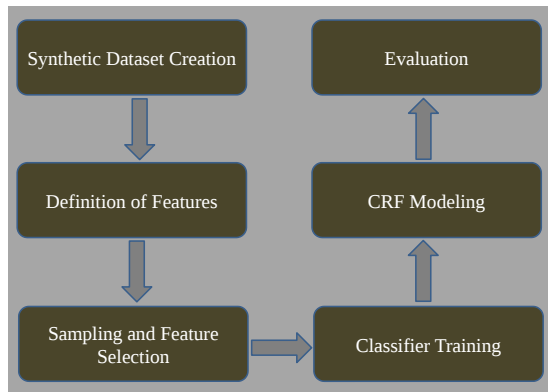 Synthetic Dataset Creation
Definition of Features
Sampling and Feature
Selection
Classifier Training
CRF Modeling
Evaluation